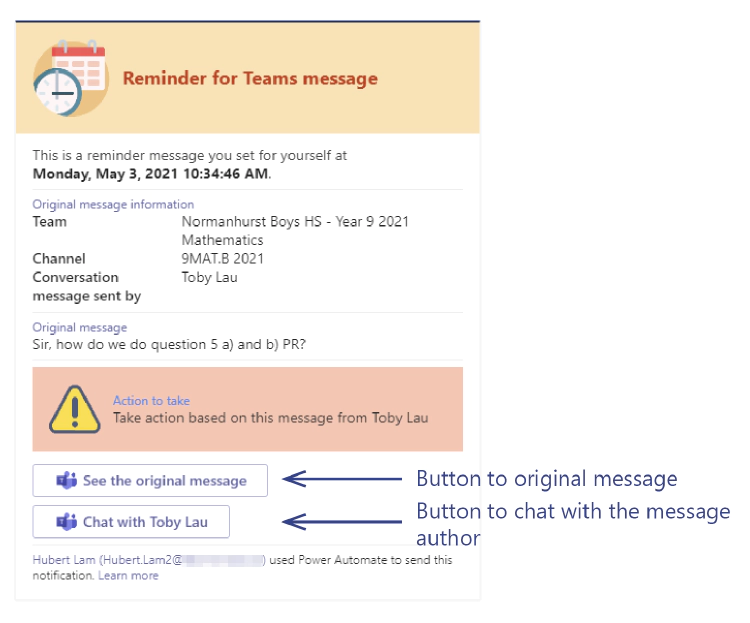 Reminder for Teams message
This is a reminder message you set for yourself at
Monday, May 3, 2021 10:34:46 AM.
Original message information
Team Normanhurst Boys HS - Year 9 2021
Mathematics
Channel 9MAT.B 2021
Conversation Toby Lau
message sent by
Original message
Sir, how do we do question 5 a) and b) PR?
Action to take
Take action based on this message from Toby Lau
See the original message
Button to original message
Chat with Toby Lau
Button to chat with the message
author
Hubert Lam (Hubert.Lam2@ ) used Power Automate to send this
notification. Learn more